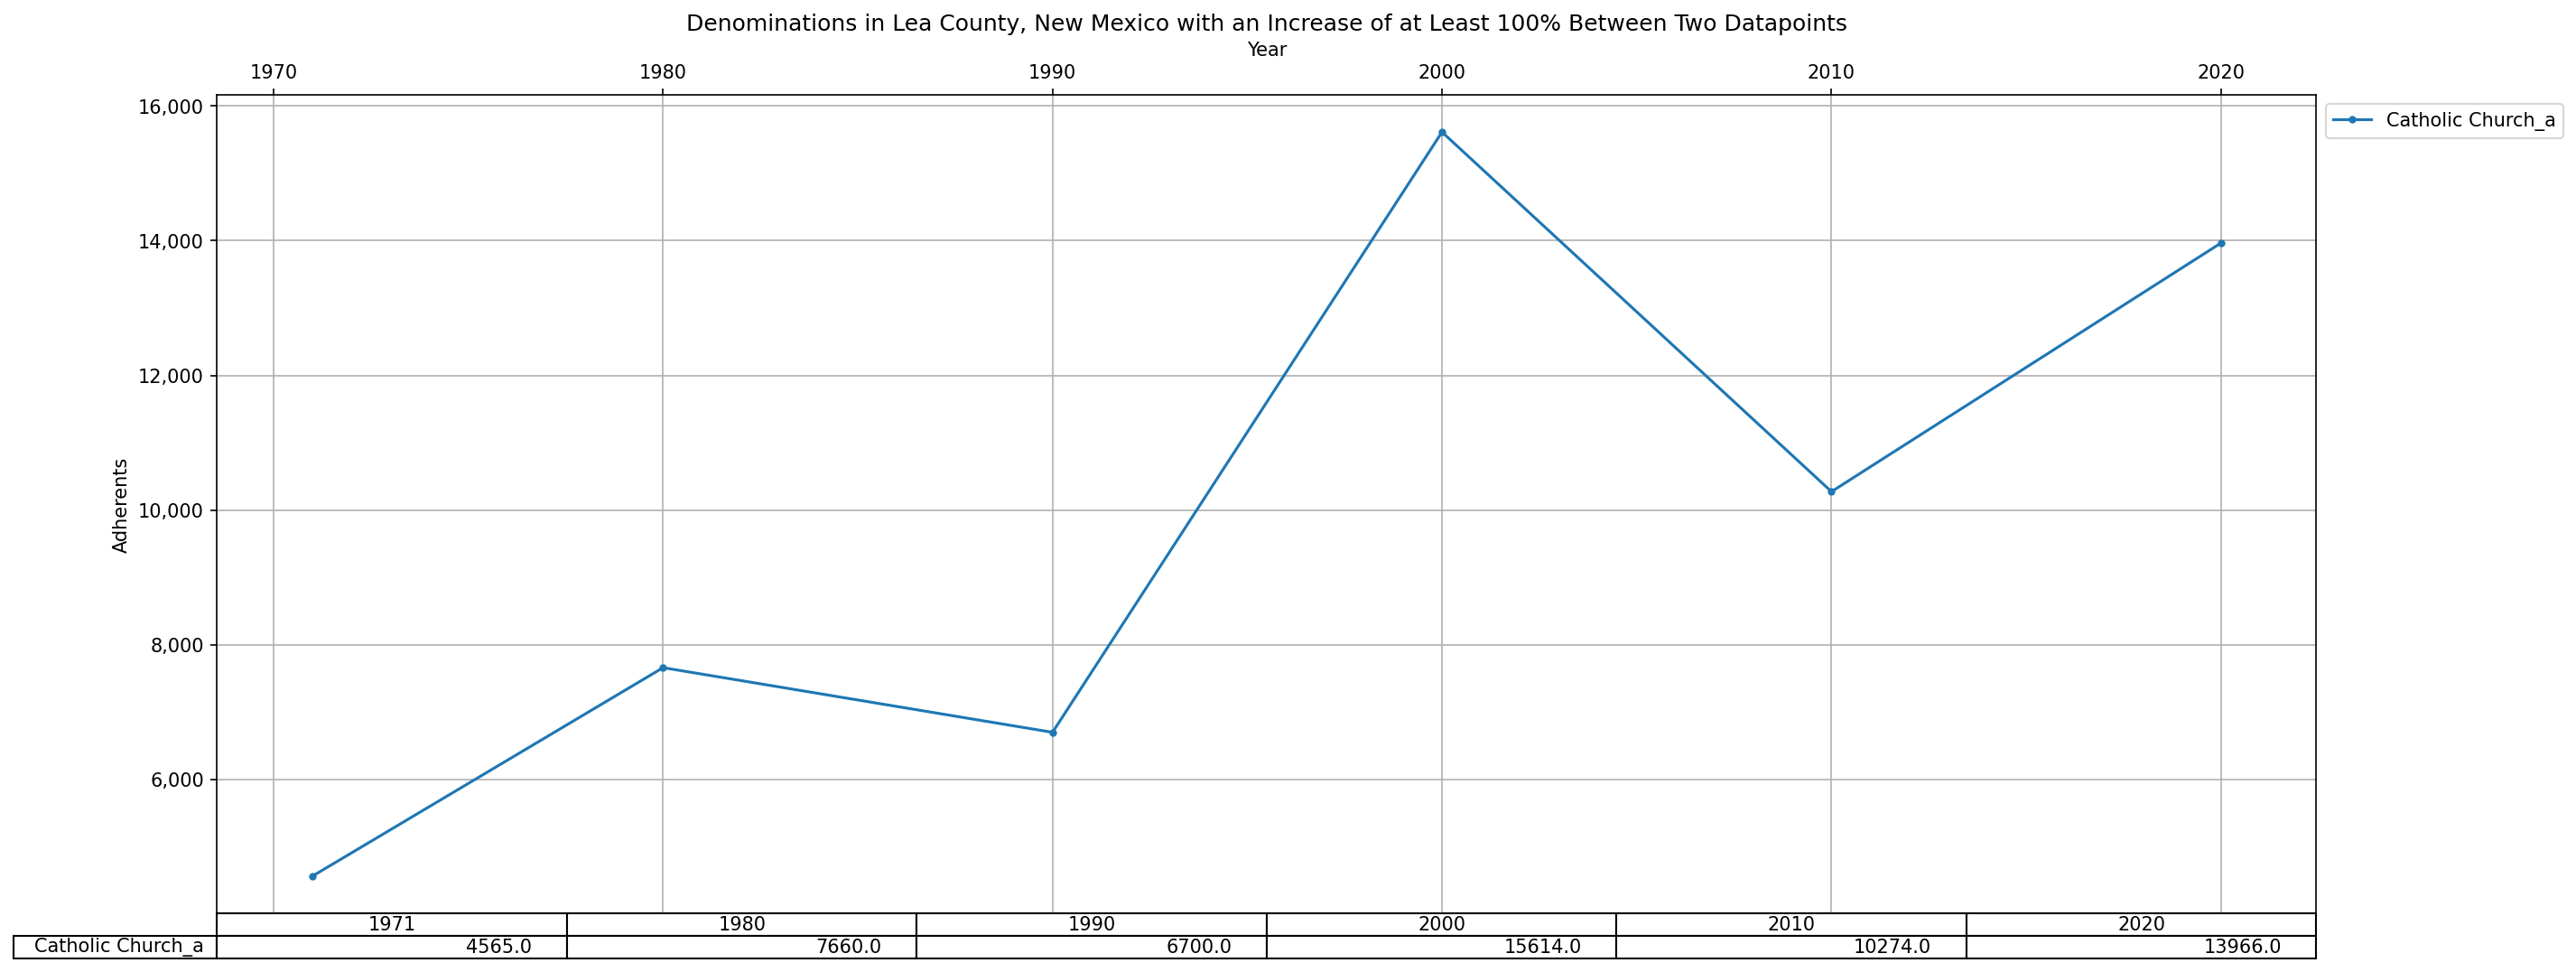 Denominations in Lea County, New Mexico with an Increase of at Least 100% Between Two Datapoints
Year
1970 1980 1990 2000 2010 2020
16,000
Catholic Church_a
14,000
12,000
10,000
Adherents
8,000
6,000
1971 1980 1990 2000 2010 2020
Catholic Church_a 4565.0 7660.0 6700.0 15614.0 10274.0 13966.0